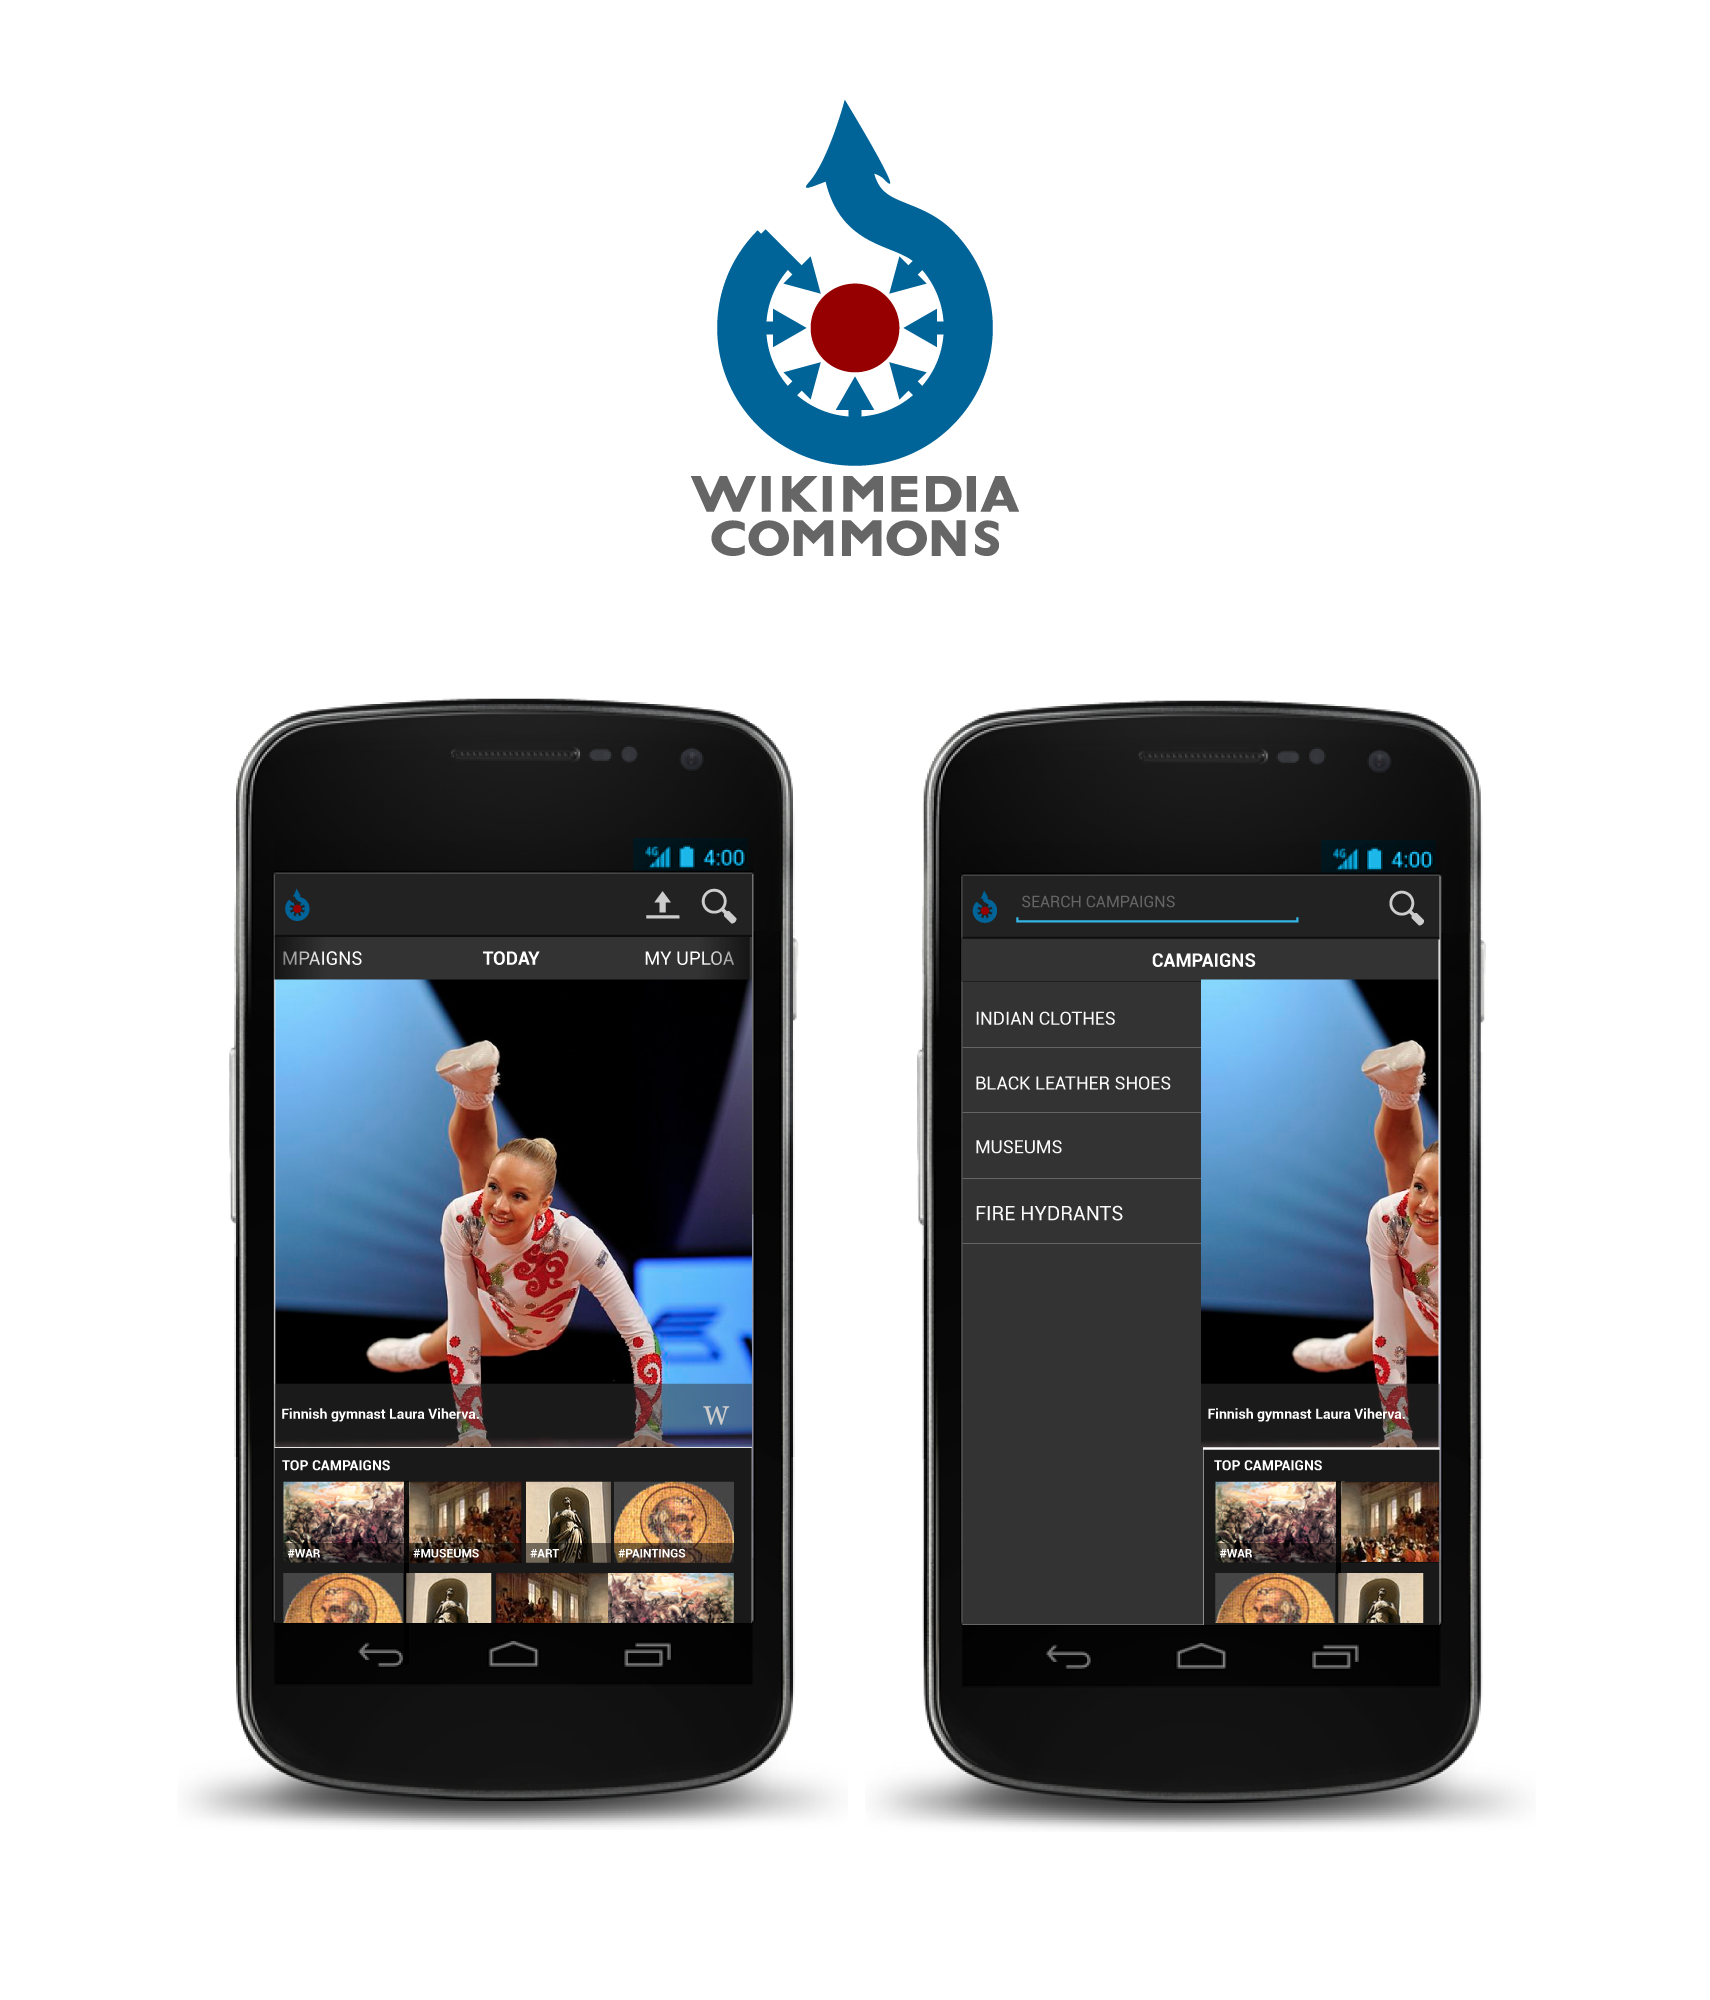 WIKIMEDIA
COMMONS
4G 4:00
MPAIGNS TODAY MY UPLOA
Finnish gymnast Laura Viherva. W
TOP CAMPAIGNS
#WAR #MUSEUMS #ART #PAINTINGS
4G 4:00
SEARCH CAMPAIGNS
CAMPAIGNS
INDIAN CLOTHES
BLACK LEATHER SHOES
MUSEUMS
FIRE HYDRANTS
Finnish gymnast Laura Viherva.
TOP CAMPAIGNS
#WAR